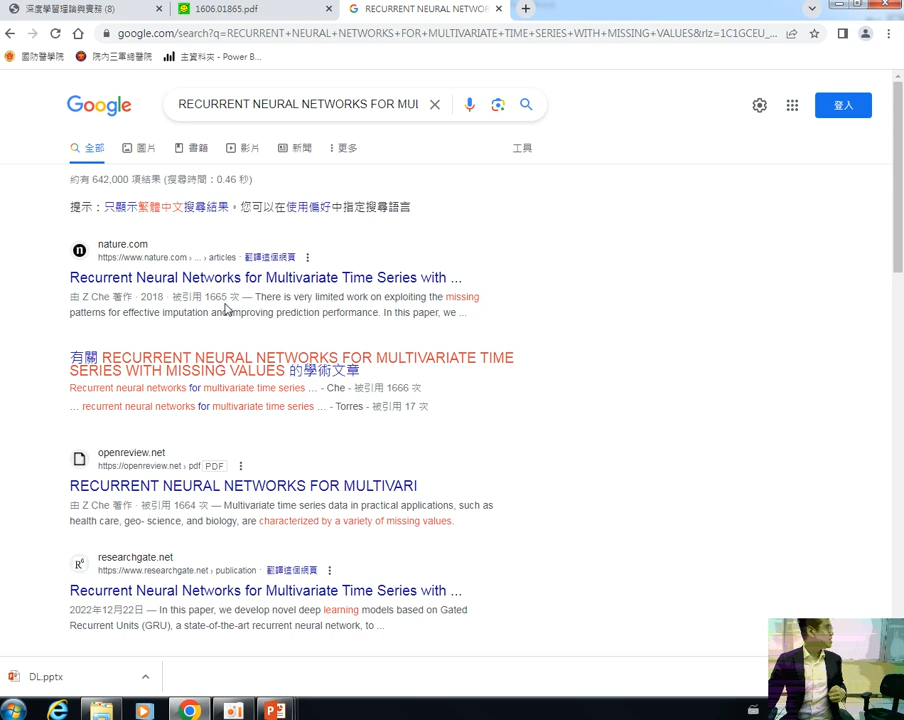 深度學習理論與實務 (8)
1606.01865.pdf
RECURRENT NEURAL NETWORKS
google.com/search?q=RECURRENT+NEURAL+NETWORKS+FOR+MULTIVARIATE+TIME+SERIES+WITH+MISSING+VALUES&rlz=1C1GCEU_...
國防醫學院
院內三軍總醫院
主資料夾 - Power B...
Google
RECURRENT NEURAL NETWORKS FOR MUL
登入
全部
圖片
書籍
影片
新聞
更多
工具
約有 642,000 項結果 (搜尋時間：0.46 秒)
提示：只顯示繁體中文搜尋結果。您可以在使用偏好中指定搜尋語言
nature.com
https://www.nature.com › ... › articles · 翻譯這個網頁
Recurrent Neural Networks for Multivariate Time Series with ...
由 Z Che 著作 · 2018 · 被引用 1665 次 — There is very limited work on exploiting the missing
patterns for effective imputation and improving prediction performance. In this paper, we ...
有關 RECURRENT NEURAL NETWORKS FOR MULTIVARIATE TIME
SERIES WITH MISSING VALUES 的學術文章
Recurrent neural networks for multivariate time series ... - Che - 被引用 1666 次
... recurrent neural networks for multivariate time series ... - Torres - 被引用 17 次
openreview.net
https://openreview.net › pdf PDF
RECURRENT NEURAL NETWORKS FOR MULTIVARI
由 Z Che 著作 · 被引用 1664 次 — Multivariate time series data in practical applications, such as
health care, geo- science, and biology, are characterized by a variety of missing values.
researchgate.net
https://www.researchgate.net › publication · 翻譯這個網頁
Recurrent Neural Networks for Multivariate Time Series with ...
2022年12月22日 — In this paper, we develop novel deep learning models based on Gated
Recurrent Units (GRU), a state-of-the-art recurrent neural network, to ...
DL.pptx